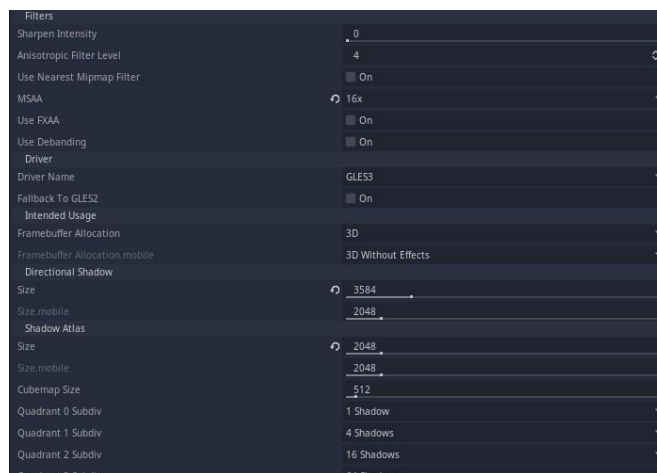 Filters
Sharpen Intensity 0
Anisotropic Filter Level 4
Use Nearest Mipmap Filter On
MSAA 16x
Use FXAA On
Use Debanding On
Driver
Driver Name GLES3
Fallback To GLES2 On
Intended Usage
Framebuffer Allocation 3D
Framebuffer Allocation.mobile 3D Without Effects
Directional Shadow
Size 3584
Size.mobile 2048
Shadow Atlas
Size 2048
Size.mobile 2048
Cubemap Size 512
Quadrant 0 Subdiv 1 Shadow
Quadrant 1 Subdiv 4 Shadows
Quadrant 2 Subdiv 16 Shadows